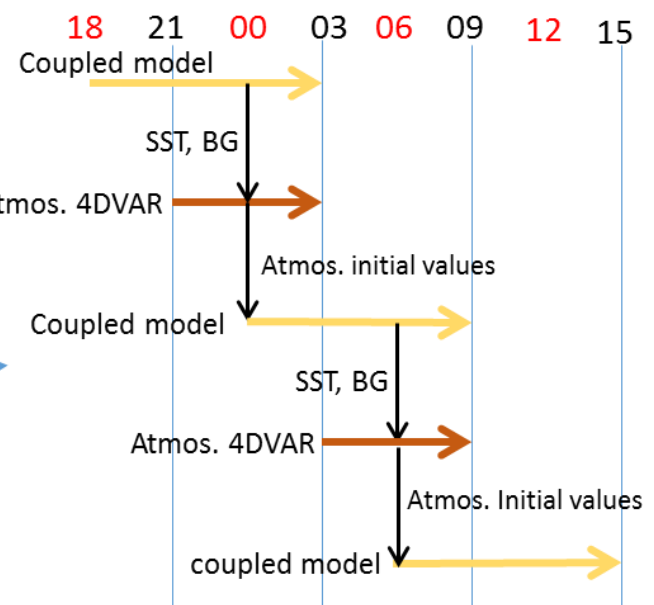 18 21 00 03 06 09 12 15
Coupled model
SST, BG
tmos. 4DVAR
Atmos. initial values
Coupled model
SST, BG
Atmos. 4DVAR
Atmos. Initial values
coupled model